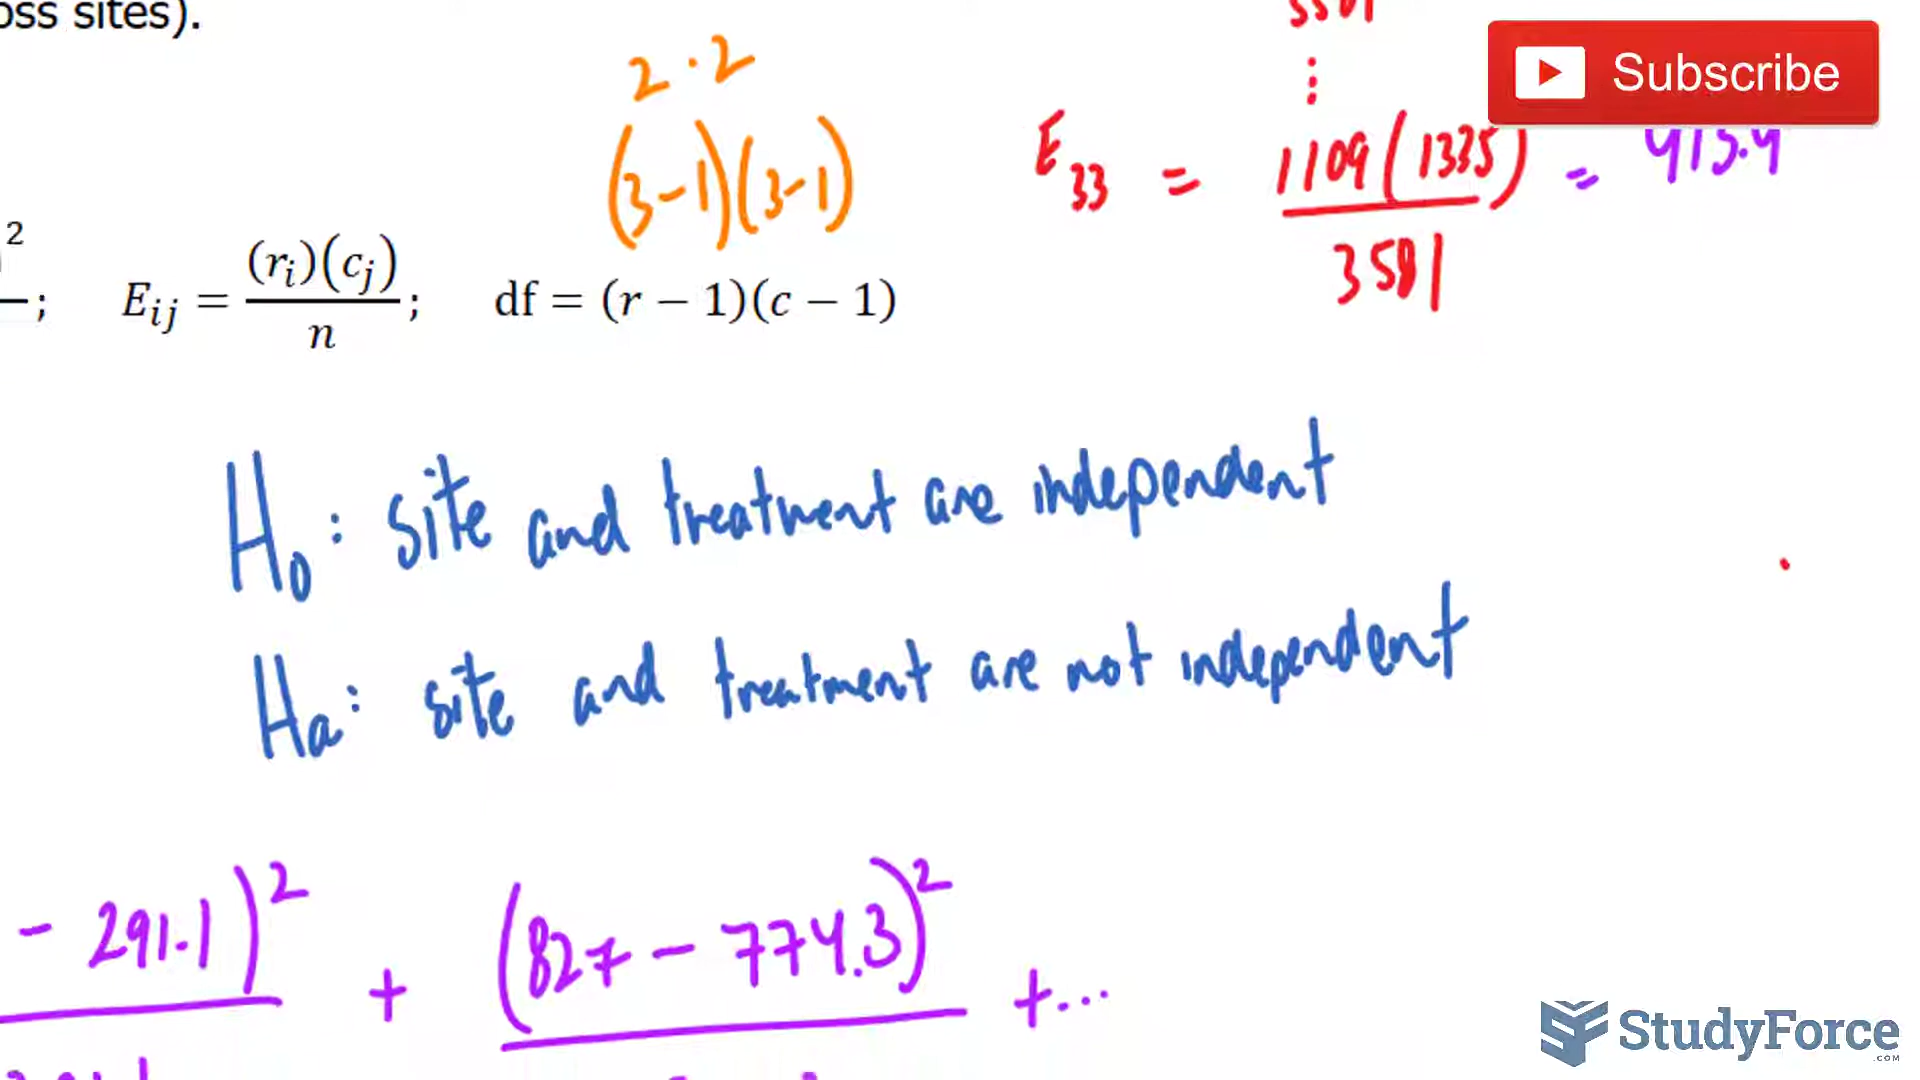 oss sites).
Subscribe
2 · 2
(3-1)(3-1)
E33 = 1109(1335) / 3581 = 413.4
2
; Eij = (ri)(cj) / n ; df = (r − 1)(c − 1)
H0: site and treatment are independent
Ha: site and treatment are not independent
- 291.1)² + (827 - 774.3)² + ...
StudyForce
.COM